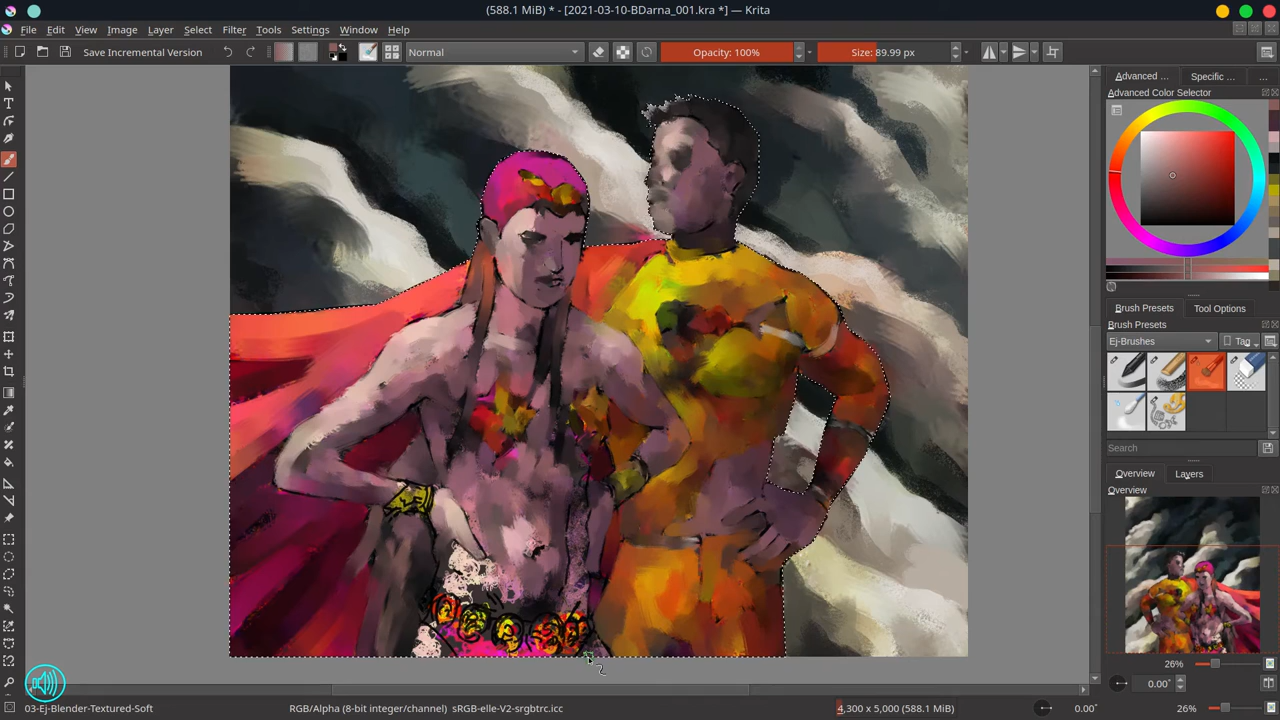 (588.1 MiB) * - [2021-03-10-BDarna_001.kra *] — Krita
File Edit View Image Layer Select Filter Tools Settings Window Help
Save Incremental Version
Normal
Opacity: 100%
Size: 89.99 px
Advanced ...
Specific ...
...
Advanced Color Selector
Brush Presets
Tool Options
Brush Presets
Ej-Brushes
Tag
Search
Overview
Layers
Overview
26%
0.00°
03-Ej-Blender-Textured-Soft
RGB/Alpha (8-bit integer/channel) sRGB-elle-V2-srgbtrc.icc
4,300 x 5,000 (588.1 MiB)
0.00°
26%